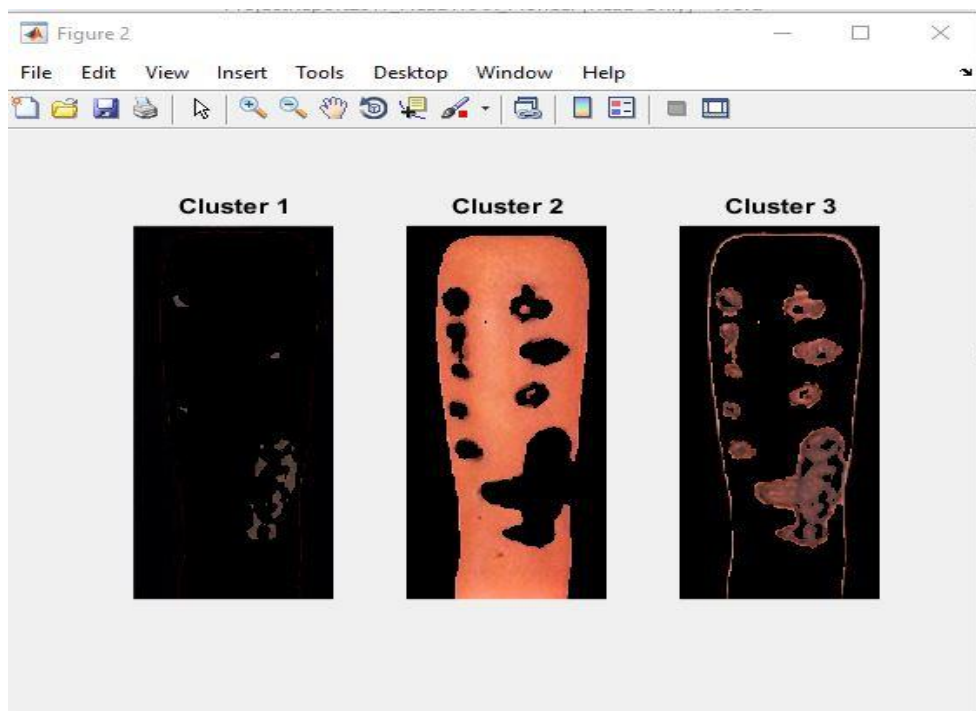 Figure 2
File Edit View Insert Tools Desktop Window Help
Cluster 1 Cluster 2 Cluster 3